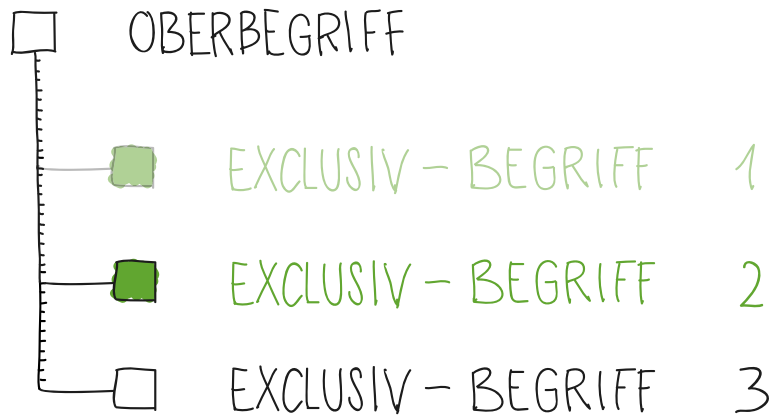 OBERBEGRIFF
EXCLUSIV - BEGRIFF 1
EXCLUSIV - BEGRIFF 2
EXCLUSIV - BEGRIFF 3